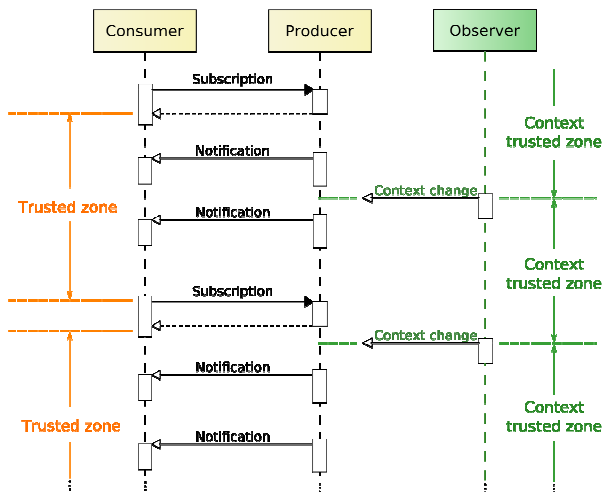 Consumer
Producer
Observer
Subscription
Context
trusted zone
Notification
Context change
Trusted zone
Notification
Context
trusted zone
Subscription
Context change
Notification
Context
trusted zone
Trusted zone
Notification